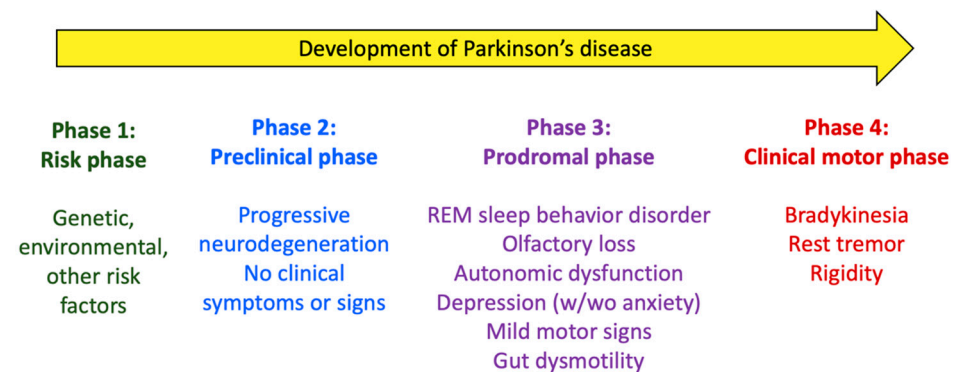 Development of Parkinson's disease
Phase 1:
Risk phase
Genetic,
environmental,
other risk
factors
Phase 2:
Preclinical phase
Progressive
neurodegeneration
No clinical
symptoms or signs
Phase 3:
Prodromal phase
REM sleep behavior disorder
Olfactory loss
Autonomic dysfunction
Depression (w/wo anxiety)
Mild motor signs
Gut dysmotility
Phase 4:
Clinical motor phase
Bradykinesia
Rest tremor
Rigidity